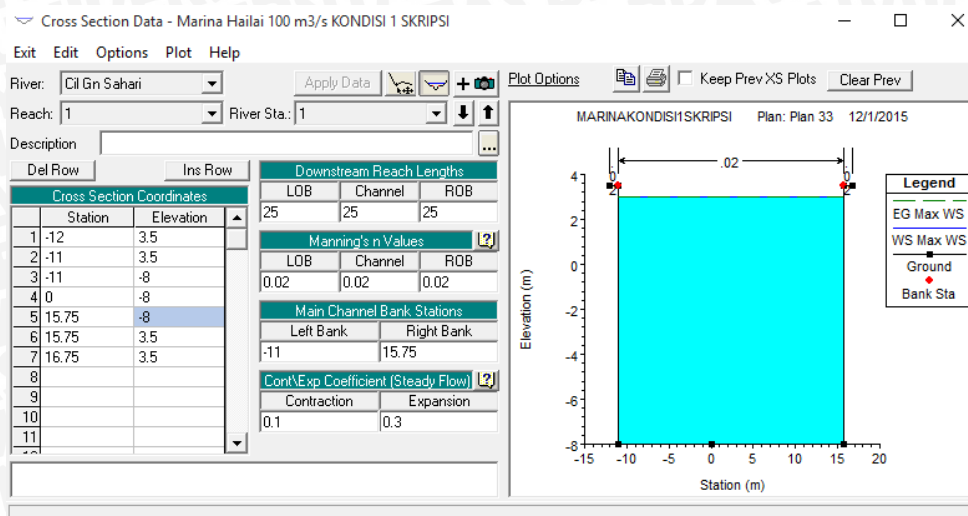 Cross Section Data - Marina Hailai 100 m3/s KONDISI 1 SKRIPSI
Exit Edit Options Plot Help
River: Cil Gn Sahari Apply Data
Reach: 1 River Sta.: 1
Description ...
Del Row Ins Row
Cross Section Coordinates
Station Elevation
1 -12 3.5
2 -11 3.5
3 -11 -8
4 0 -8
5 15.75 -8
6 15.75 3.5
7 16.75 3.5
8
9
10
11
Downstream Reach Lengths
LOB Channel ROB
25 25 25
Manning's n Values ?
LOB Channel ROB
0.02 0.02 0.02
Main Channel Bank Stations
Left Bank Right Bank
-11 15.75
Cont\Exp Coefficient (Steady Flow) ?
Contraction Expansion
0.1 0.3
Plot Options Keep Prev XS Plots Clear Prev
MARINAKONDISI1SKRIPSI Plan: Plan 33 12/1/2015
.02
4
2
0
-2
-4
-6
-8
Elevation (m)
-15 -10 -5 0 5 10 15 20
Station (m)
Legend
EG Max WS
WS Max WS
Ground
Bank Sta